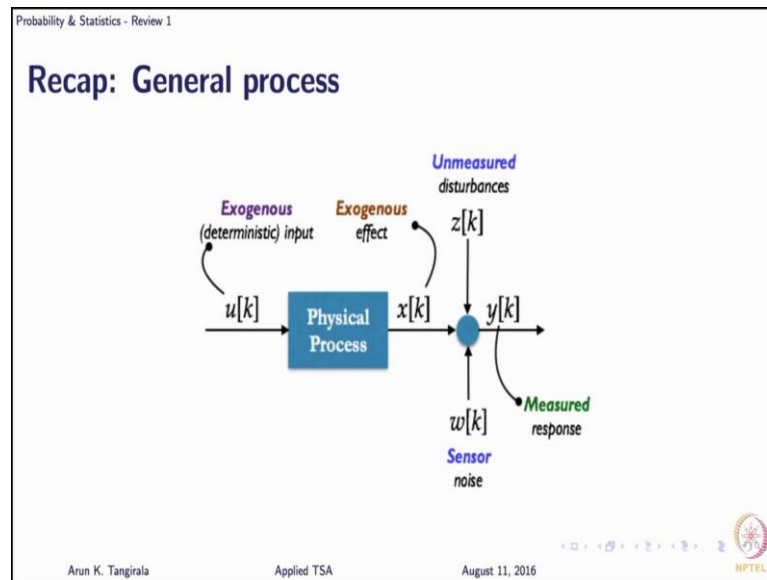 Probability & Statistics - Review 1
Recap: General process
Unmeasured
disturbances
z[k]
Exogenous
(deterministic) input
Exogenous
effect
u[k]
Physical
Process
x[k]
y[k]
w[k]
Sensor
noise
Measured
response
Arun K. Tangirala
Applied TSA
August 11, 2016
NPTEL